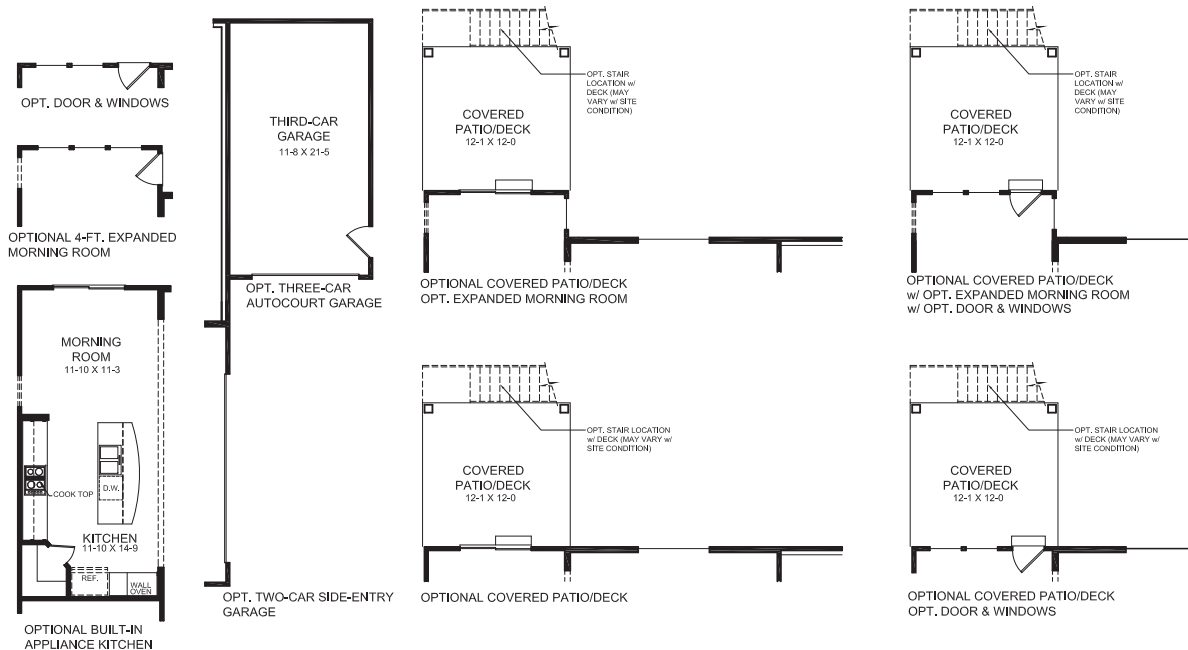 OPT. DOOR & WINDOWS
OPTIONAL 4-FT. EXPANDED
MORNING ROOM
MORNING
ROOM
11-10 X 11-3
D.W.
COOK TOP
KITCHEN
11-10 X 14-9
REF.
WALL
OVEN
OPTIONAL BUILT-IN
APPLIANCE KITCHEN
THIRD-CAR
GARAGE
11-8 X 21-5
OPT. THREE-CAR
AUTOCOURT GARAGE
OPT. TWO-CAR SIDE-ENTRY
GARAGE
OPT. STAIR
LOCATION w/
DECK (MAY
VARY w/ SITE
CONDITION)
COVERED
PATIO/DECK
12-1 X 12-0
OPTIONAL COVERED PATIO/DECK
OPT. EXPANDED MORNING ROOM
OPT. STAIR LOCATION
w/ DECK (MAY VARY w/
SITE CONDITION)
COVERED
PATIO/DECK
12-1 X 12-0
OPTIONAL COVERED PATIO/DECK
OPT. STAIR
LOCATION w/
DECK (MAY
VARY w/ SITE
CONDITION)
COVERED
PATIO/DECK
12-1 X 12-0
OPTIONAL COVERED PATIO/DECK
w/ OPT. EXPANDED MORNING ROOM
w/ OPT. DOOR & WINDOWS
OPT. STAIR LOCATION
w/ DECK (MAY VARY w/
SITE CONDITION)
COVERED
PATIO/DECK
12-1 X 12-0
OPTIONAL COVERED PATIO/DECK
OPT. DOOR & WINDOWS